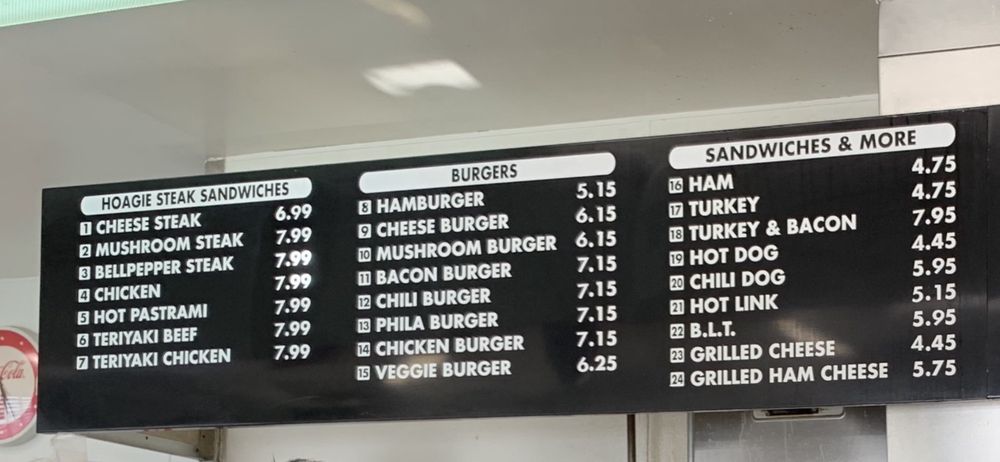 HOAGIE STEAK SANDWICHES
1 CHEESE STEAK 6.99
2 MUSHROOM STEAK 7.99
3 BELLPEPPER STEAK 7.99
4 CHICKEN 7.99
5 HOT PASTRAMI 7.99
6 TERIYAKI BEEF 7.99
7 TERIYAKI CHICKEN 7.99
BURGERS
8 HAMBURGER 5.15
9 CHEESE BURGER 6.15
10 MUSHROOM BURGER 6.15
11 BACON BURGER 7.15
12 CHILI BURGER 7.15
13 PHILA BURGER 7.15
14 CHICKEN BURGER 7.15
15 VEGGIE BURGER 6.25
SANDWICHES & MORE
16 HAM 4.75
17 TURKEY 4.75
18 TURKEY & BACON 7.95
19 HOT DOG 4.45
20 CHILI DOG 5.95
21 HOT LINK 5.15
22 B.L.T. 5.95
23 GRILLED CHEESE 4.45
24 GRILLED HAM CHEESE 5.75
Cola